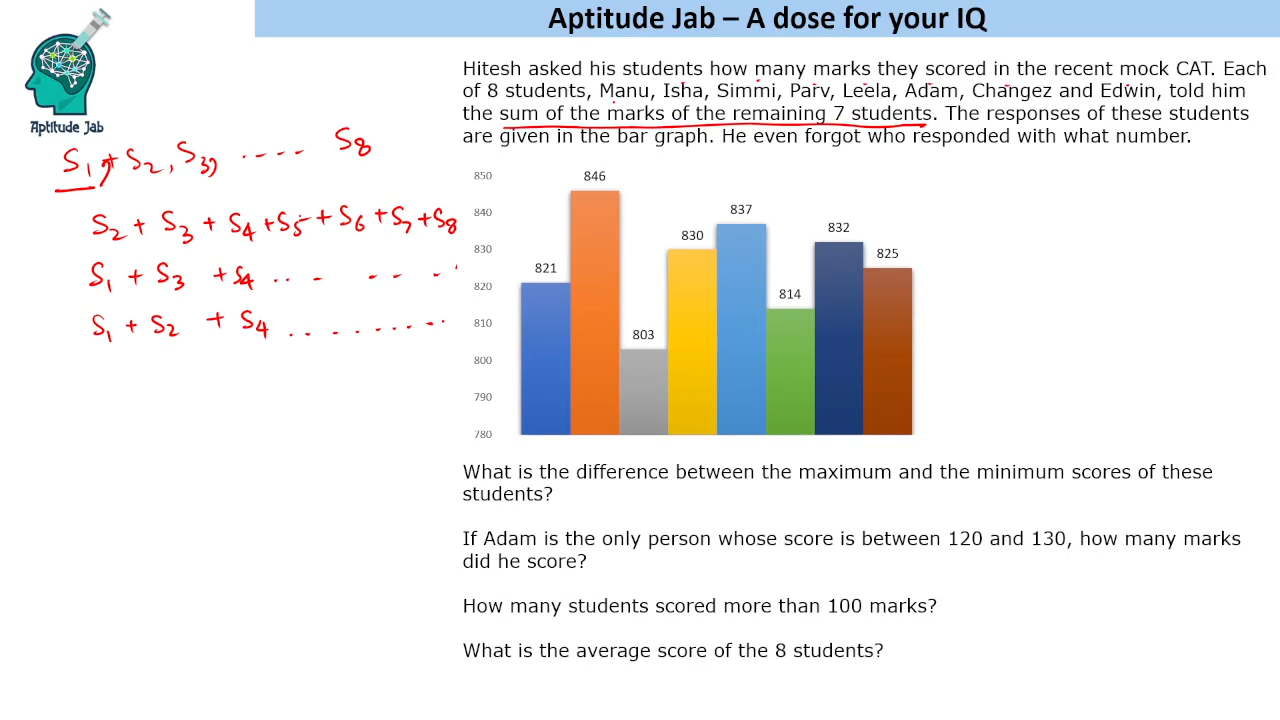 Aptitude Jab – A dose for your IQ
Aptitude Jab
Hitesh asked his students how many marks they scored in the recent mock CAT. Each
of 8 students, Manu, Isha, Simmi, Parv, Leela, Adam, Changez and Edwin, told him
the sum of the marks of the remaining 7 students. The responses of these students
are given in the bar graph. He even forgot who responded with what number.
S1 + S2, S3, .... S8
S2 + S3 + S4 + S5 + S6 + S7 + S8
S1 + S3 + S4 .. - -- - -
S1 + S2 + S4 .........
850
840
830
820
810
800
790
780
821
846
803
830
837
814
832
825
What is the difference between the maximum and the minimum scores of these
students?
If Adam is the only person whose score is between 120 and 130, how many marks
did he score?
How many students scored more than 100 marks?
What is the average score of the 8 students?